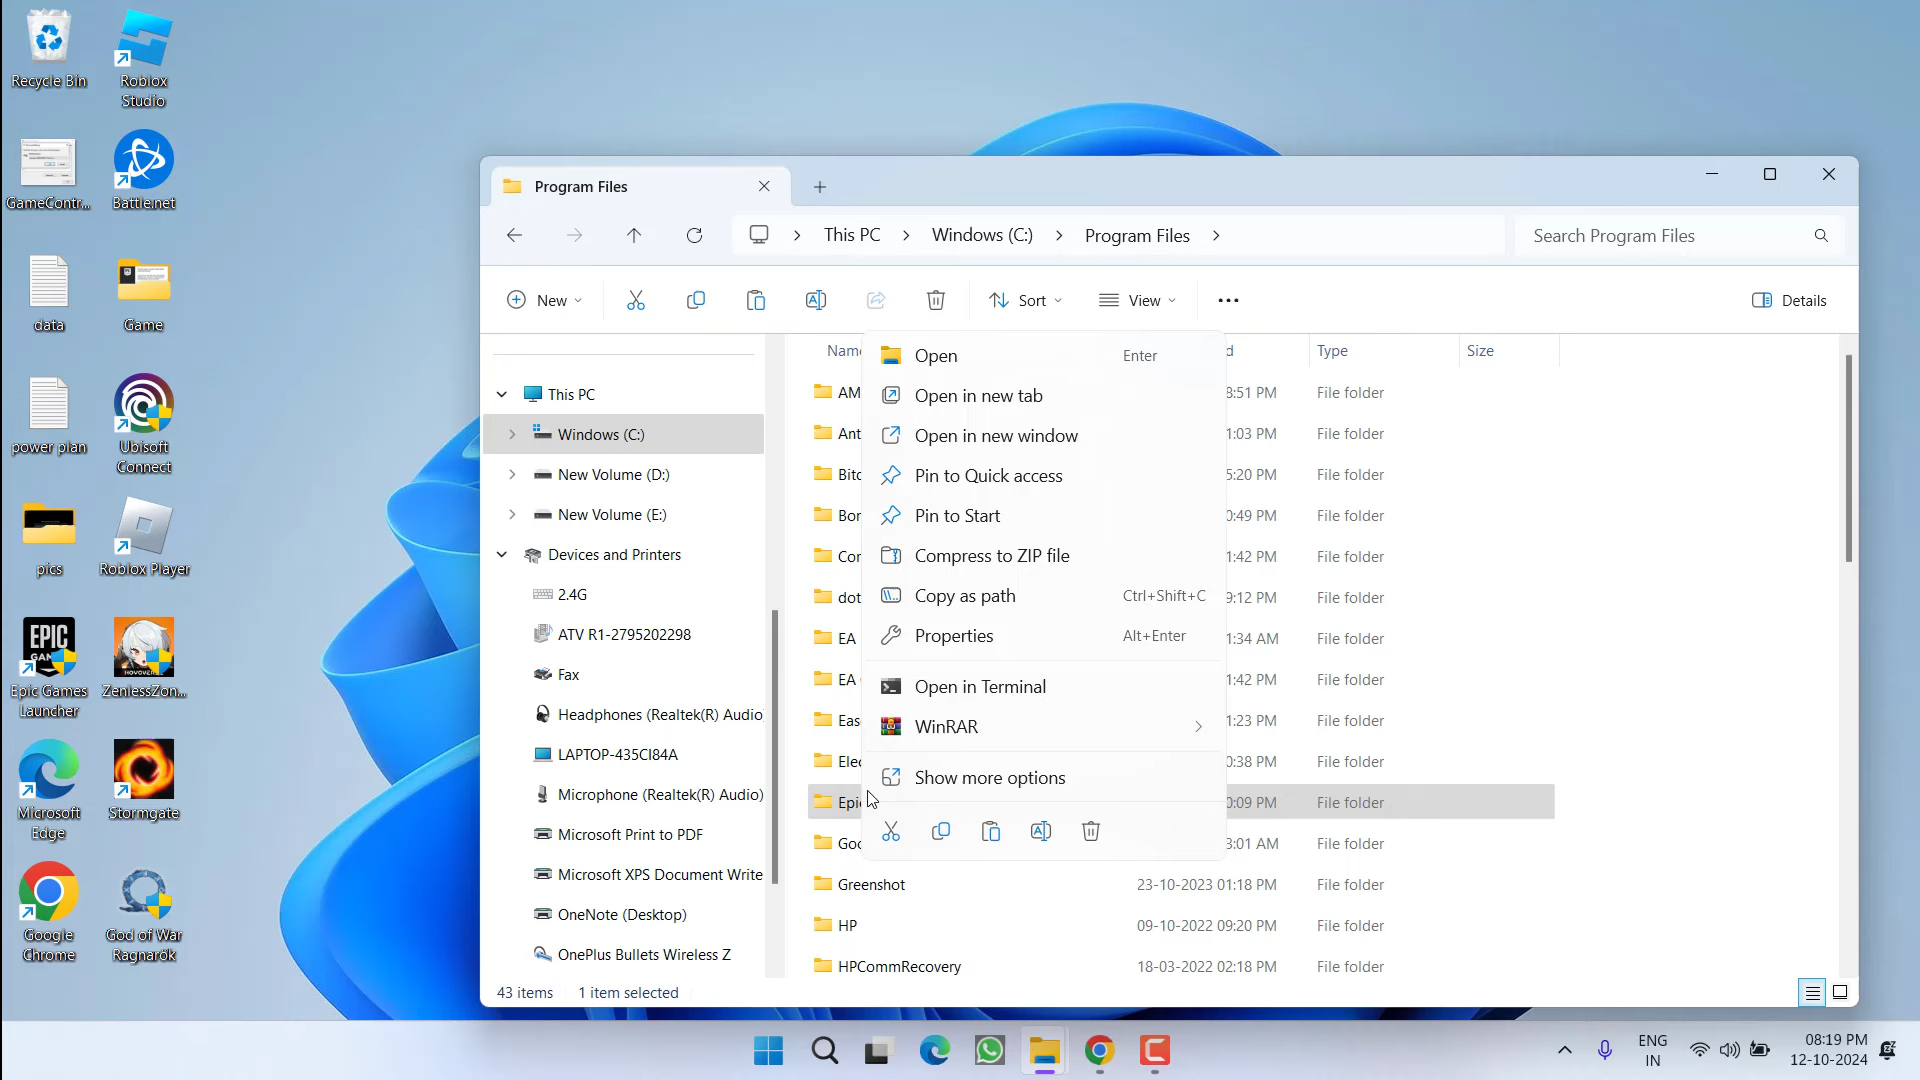 Recycle Bin
Roblox
Studio
GameContr...
Battle.net
data
Game
power plan
Ubisoft
Connect
pics
Roblox Player
EPIC
Epic Games
Launcher
ZenlessZon...
Microsoft
Edge
Stormgate
Google
Chrome
God of War
Ragnarök
Program Files
This PC
Windows (C:)
Program Files
Search Program Files
New
Sort
View
Details
This PC
Windows (C:)
New Volume (D:)
New Volume (E:)
Devices and Printers
2.4G
ATV R1-2795202298
Fax
Headphones (Realtek(R) Audio
LAPTOP-435CI84A
Microphone (Realtek(R) Audio)
Microsoft Print to PDF
Microsoft XPS Document Write
OneNote (Desktop)
OnePlus Bullets Wireless Z
Name d Type Size
AM 8:51 PM File folder
Ant 1:03 PM File folder
Bitc 5:20 PM File folder
Bon 0:49 PM File folder
Con 1:42 PM File folder
dot 9:12 PM File folder
EA 1:34 AM File folder
EA 1:42 PM File folder
Ease 1:23 PM File folder
Elec 0:38 PM File folder
Epic 0:09 PM File folder
Goo 3:01 AM File folder
Greenshot 23-10-2023 01:18 PM File folder
HP 09-10-2022 09:20 PM File folder
HPCommRecovery 18-03-2022 02:18 PM File folder
Open Enter
Open in new tab
Open in new window
Pin to Quick access
Pin to Start
Compress to ZIP file
Copy as path Ctrl+Shift+C
Properties Alt+Enter
Open in Terminal
WinRAR
Show more options
43 items 1 item selected
ENG
IN
08:19 PM
12-10-2024